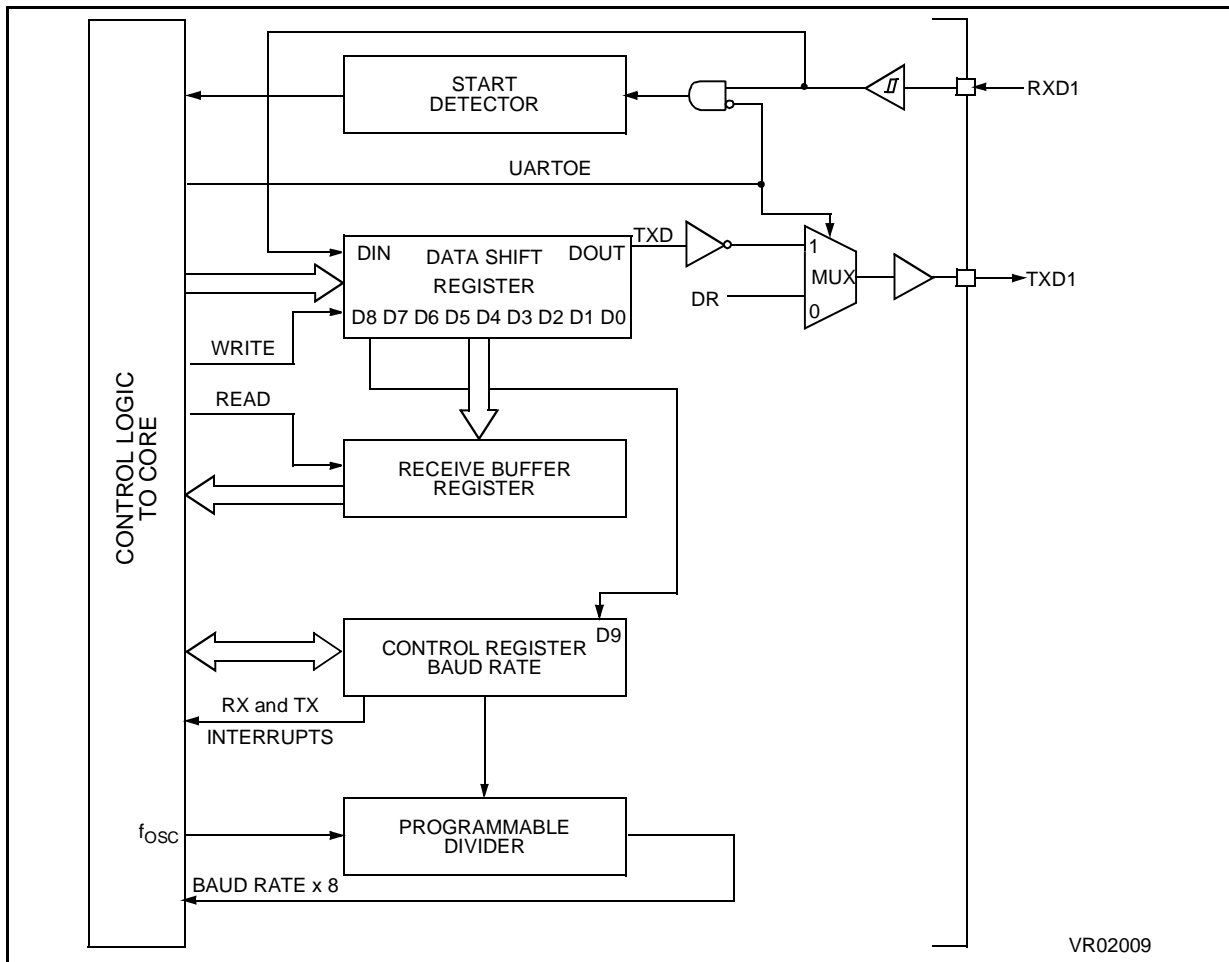 START
DETECTOR
RXD1
UARTOE
TXD
DIN DATA SHIFT DOUT
REGISTER
D8 D7 D6 D5 D4 D3 D2 D1 D0
1
MUX
0
DR
TXD1
WRITE
READ
CONTROL LOGIC
TO CORE
RECEIVE BUFFER
REGISTER
D9
CONTROL REGISTER
BAUD RATE
RX and TX
INTERRUPTS
fOSC
PROGRAMMABLE
DIVIDER
BAUD RATE x 8
VR02009